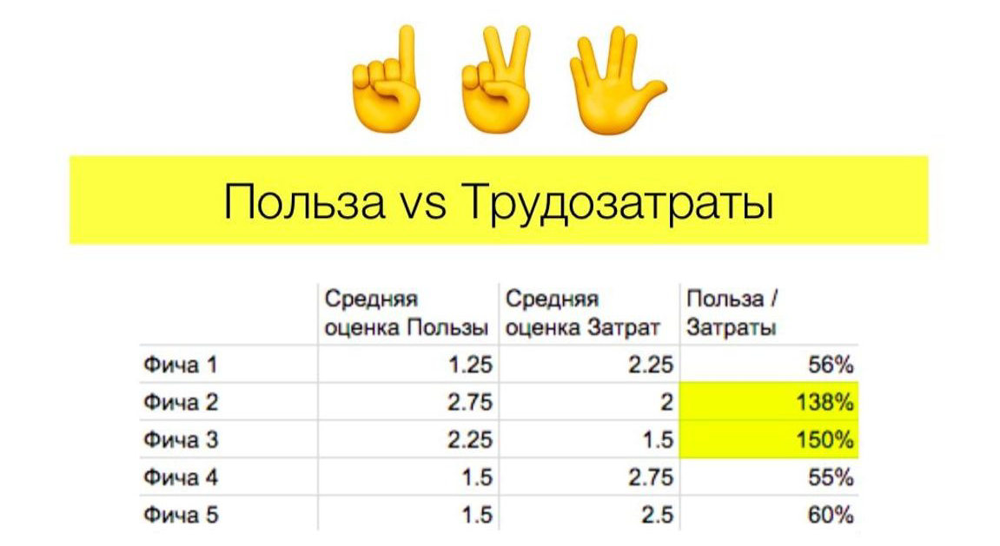 Польза vs Трудозатраты
Средняя оценка Пользы Средняя оценка Затрат Польза / Затраты
Фича 1 1.25 2.25 56%
Фича 2 2.75 2 138%
Фича 3 2.25 1.5 150%
Фича 4 1.5 2.75 55%
Фича 5 1.5 2.5 60%